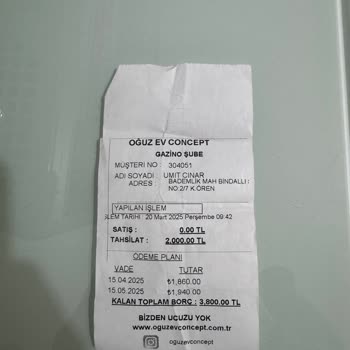 OĞUZ EV CONCEPT
GAZİNO ŞUBE
MÜŞTERİ NO : 304051
ADI SOYADI : UMIT CINAR
ADRES BADEMLİK MAH BİNDALLI
NO:2/7 K.ÖREN
YAPILAN İŞLEM
İŞLEM TARİHİ : 20 Mart 2025 Perşembe 09:42
SATIŞ : 0.00 TL
TAHSİLAT : 2,000.00 TL
ÖDEME PLANI
VADE TUTAR
15.04.2025 ₺1,860.00
15.05.2025 ₺1,940.00
KALAN TOPLAM BORÇ : 3,800.00 TL
BİZDEN UCUZU YOK
www.oguzevconcept.com.tr
oguzevconcept